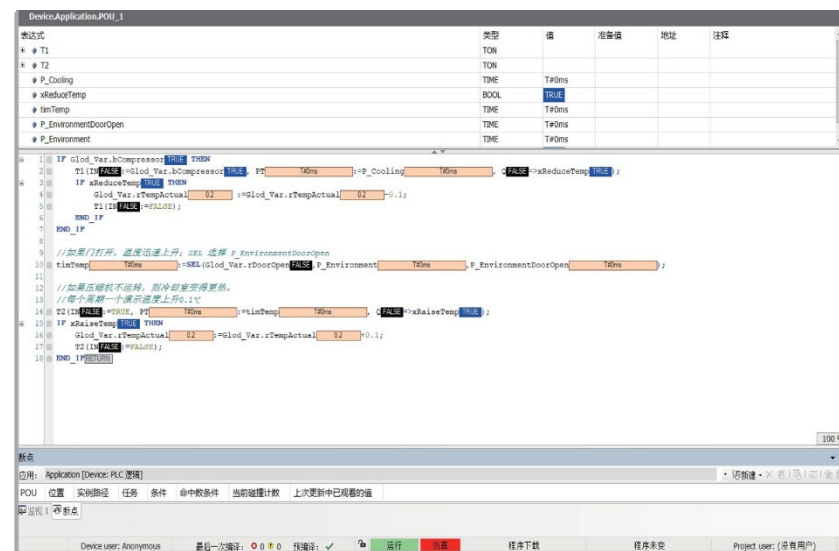 Device.Application.POU_1
表达式 类型 值 准备值 地址 注释
T1 TON
T2 TON
P_Cooling TIME T#0ms
xReduceTemp BOOL TRUE
timTemp TIME T#0ms
P_EnvironmentDoorOpen TIME T#0ms
P_Environment TIME T#0ms
1 IF Glod_Var.bCompressor TRUE THEN
2 T1(IN FALSE :=Glod_Var.bCompressor TRUE , PT T#0ms :=P_Cooling T#0ms , Q FALSE =>xReduceTemp TRUE );
3 IF xReduceTemp TRUE THEN
4 Glod_Var.rTempActual 0.2 :=Glod_Var.rTempActual 0.2 -0.1;
5 T1(IN FALSE :=FALSE);
6 END_IF
7 END_IF
8
9 //如果门打开，温度迅速上升；SEL 选择 P_EnvironmentDoorOpen
10 timTemp T#0ms :=SEL(Glod_Var.rDoorOpen FALSE ,P_Environment T#0ms ,P_EnvironmentDoorOpen T#0ms );
11
12 //如果压缩机不运转，则冷却室变得更热。
13 //每个周期一个演示温度上升0.1℃
14 T2(IN FALSE :=TRUE, PT T#0ms :=timTemp T#0ms , Q FALSE =>xRaiseTemp TRUE );
15 IF xRaiseTemp TRUE THEN
16 Glod_Var.rTempActual 0.2 :=Glod_Var.rTempActual 0.2 +0.1;
17 T2(IN FALSE :=FALSE);
18 END_IF RETURN
100
断点
应用： Application [Device: PLC 逻辑] 新建
POU 位置 实例路径 任务 条件 命中数条件 当前碰撞计数 上次更新中已观看的值
监视 1 断点
Device user: Anonymous 最后一次编译： 0 0 预编译： ✓ 运行 仿真 程序下载 程序未变 Project user: (没有用户)